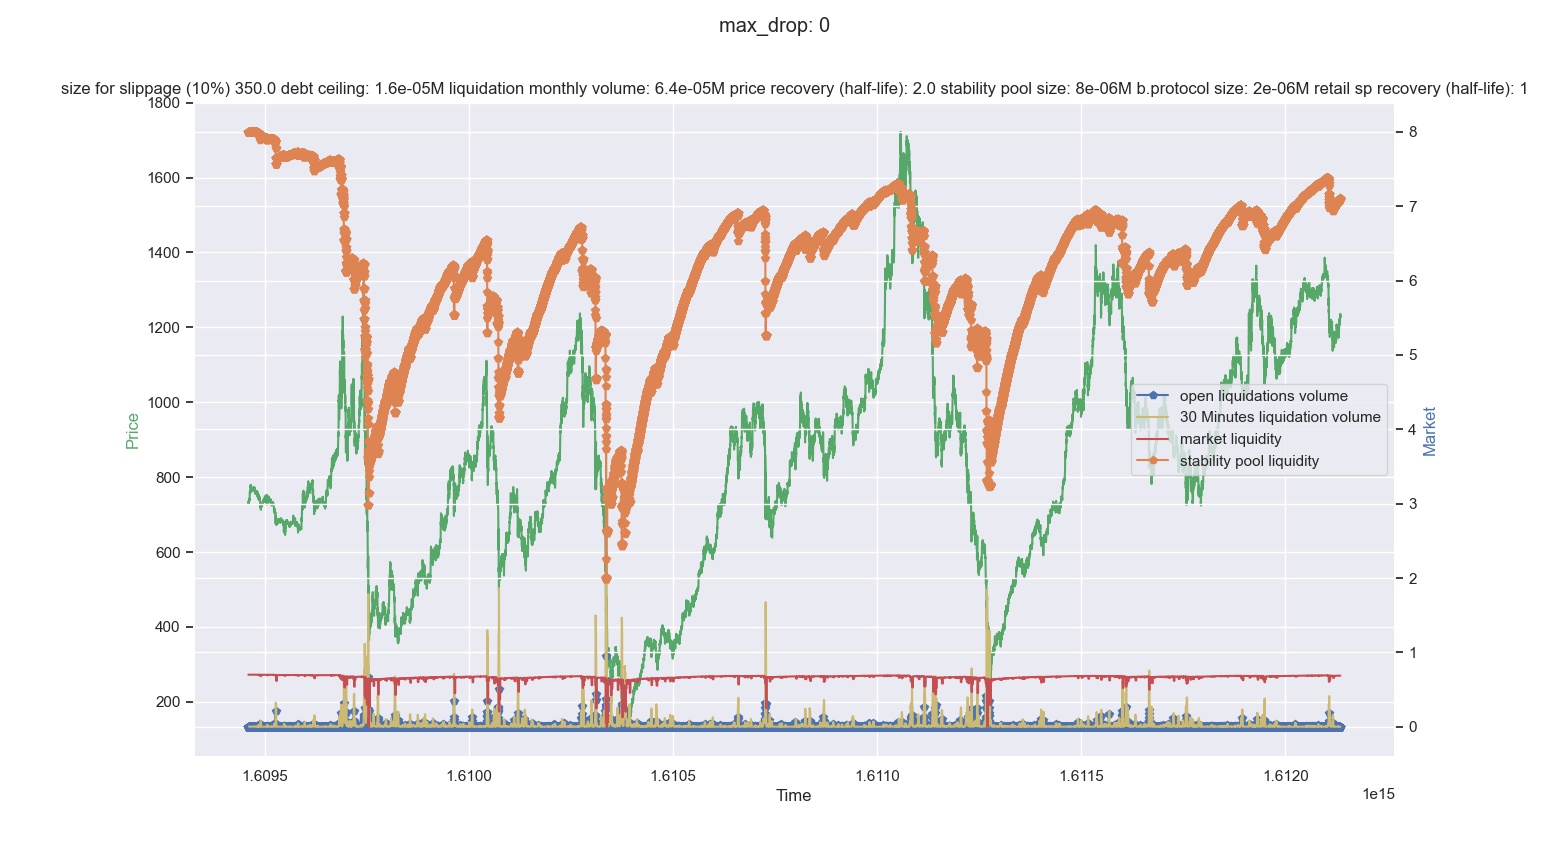 max_drop: 0
size for slippage (10%) 350.0 debt ceiling: 1.6e-05M liquidation monthly volume: 6.4e-05M price recovery (half-life): 2.0 stability pool size: 8e-06M b.protocol size: 2e-06M retail sp recovery (half-life): 1
1800
1600
1400
1200
1000
800
600
400
200
Price
8
7
6
5
4
3
2
1
0
Market
open liquidations volume
30 Minutes liquidation volume
market liquidity
stability pool liquidity
1.6095
1.6100
1.6105
1.6110
1.6115
1.6120
Time
1e15